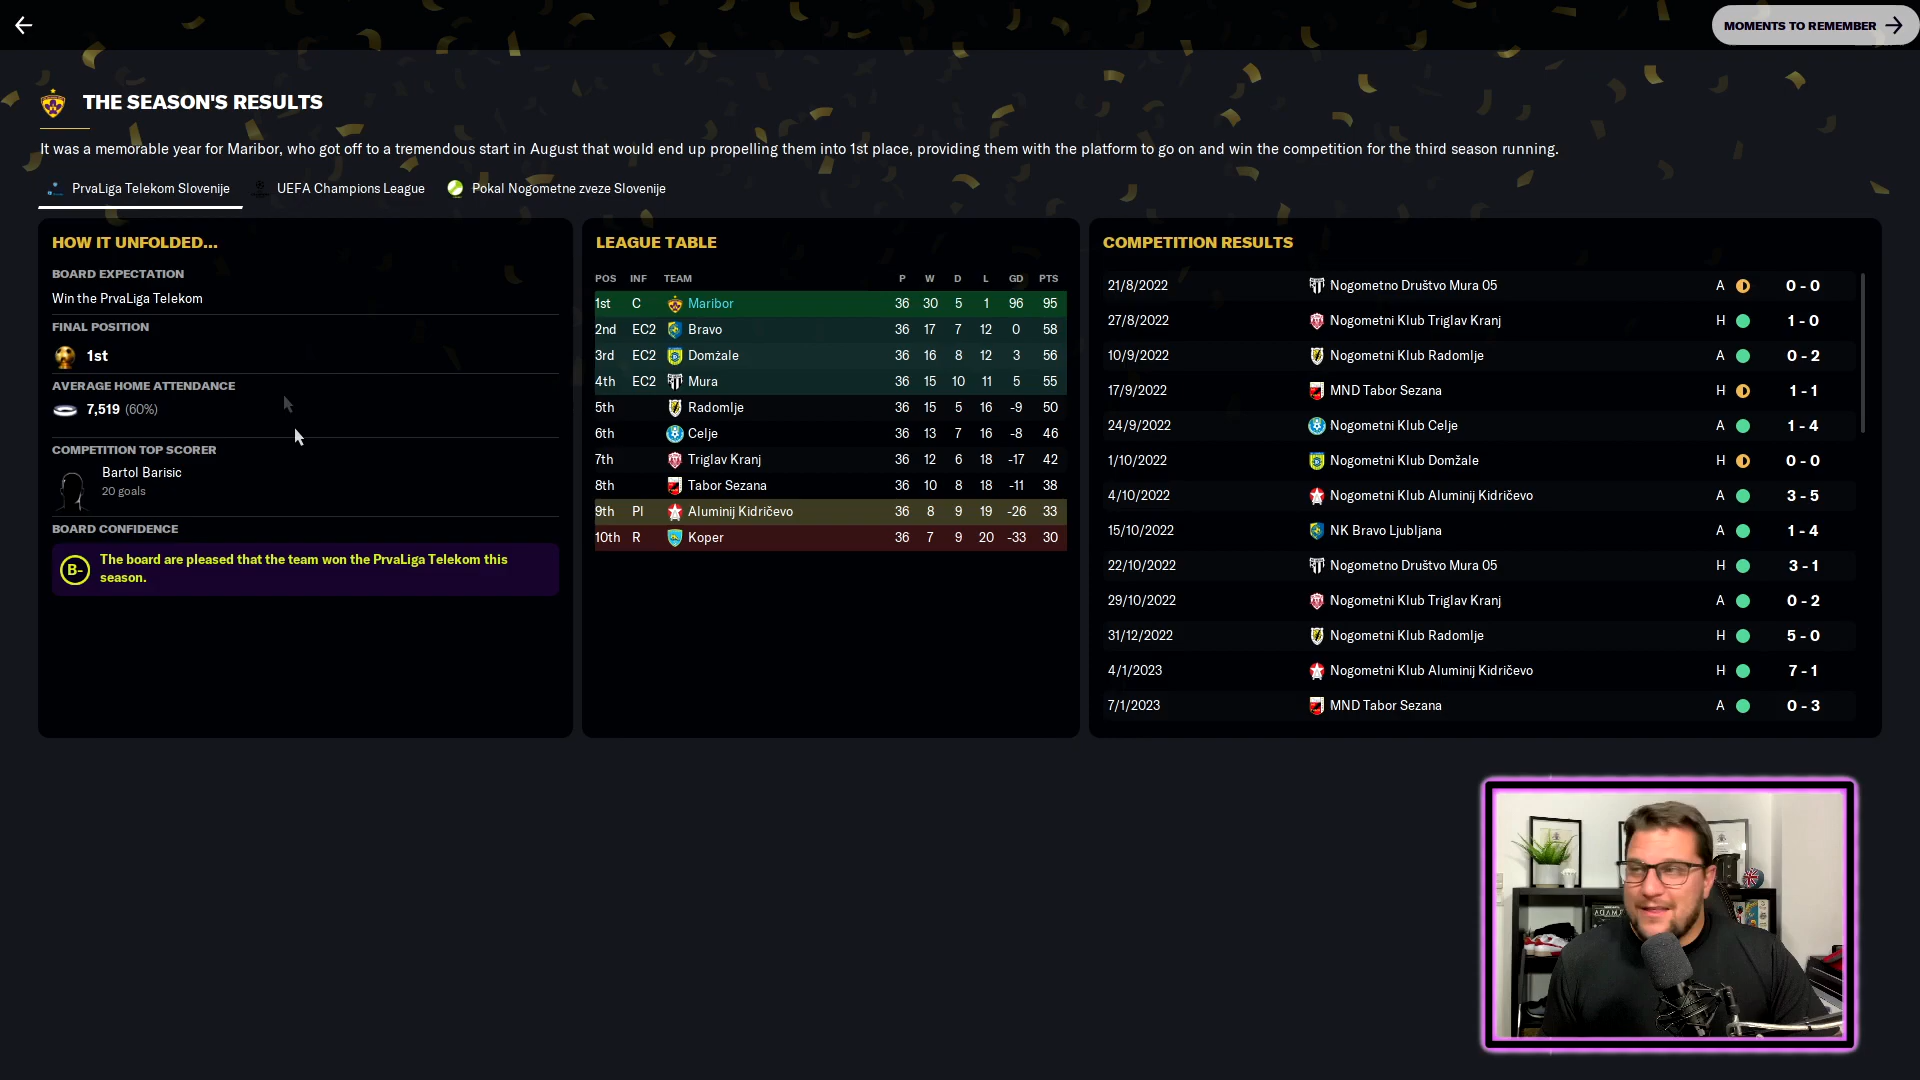 MOMENTS TO REMEMBER
THE SEASON'S RESULTS
It was a memorable year for Maribor, who got off to a tremendous start in August that would end up propelling them into 1st place, providing them with the platform to go on and win the competition for the third season running.
PrvaLiga Telekom Slovenije UEFA Champions League Pokal Nogometne zveze Slovenije
HOW IT UNFOLDED...
BOARD EXPECTATION
Win the PrvaLiga Telekom
FINAL POSITION
1st
AVERAGE HOME ATTENDANCE
7,519 (60%)
COMPETITION TOP SCORER
Bartol Barisic
20 goals
BOARD CONFIDENCE
B-
The board are pleased that the team won the PrvaLiga Telekom this
season.
LEAGUE TABLE
POS INF TEAM P W D L GD PTS
1st C Maribor 36 30 5 1 96 95
2nd EC2 Bravo 36 17 7 12 0 58
3rd EC2 Domžale 36 16 8 12 3 56
4th EC2 Mura 36 15 10 11 5 55
5th Radomlje 36 15 5 16 -9 50
6th Celje 36 13 7 16 -8 46
7th Triglav Kranj 36 12 6 18 -17 42
8th Tabor Sezana 36 10 8 18 -11 38
9th Pl Aluminij Kidričevo 36 8 9 19 -26 33
10th R Koper 36 7 9 20 -33 30
COMPETITION RESULTS
21/8/2022 Nogometno Društvo Mura 05 A 0 - 0
27/8/2022 Nogometni Klub Triglav Kranj H 1 - 0
10/9/2022 Nogometni Klub Radomlje A 0 - 2
17/9/2022 MND Tabor Sezana H 1 - 1
24/9/2022 Nogometni Klub Celje A 1 - 4
1/10/2022 Nogometni Klub Domžale H 0 - 0
4/10/2022 Nogometni Klub Aluminij Kidričevo A 3 - 5
15/10/2022 NK Bravo Ljubljana A 1 - 4
22/10/2022 Nogometno Društvo Mura 05 H 3 - 1
29/10/2022 Nogometni Klub Triglav Kranj A 0 - 2
31/12/2022 Nogometni Klub Radomlje H 5 - 0
4/1/2023 Nogometni Klub Aluminij Kidričevo H 7 - 1
7/1/2023 MND Tabor Sezana A 0 - 3